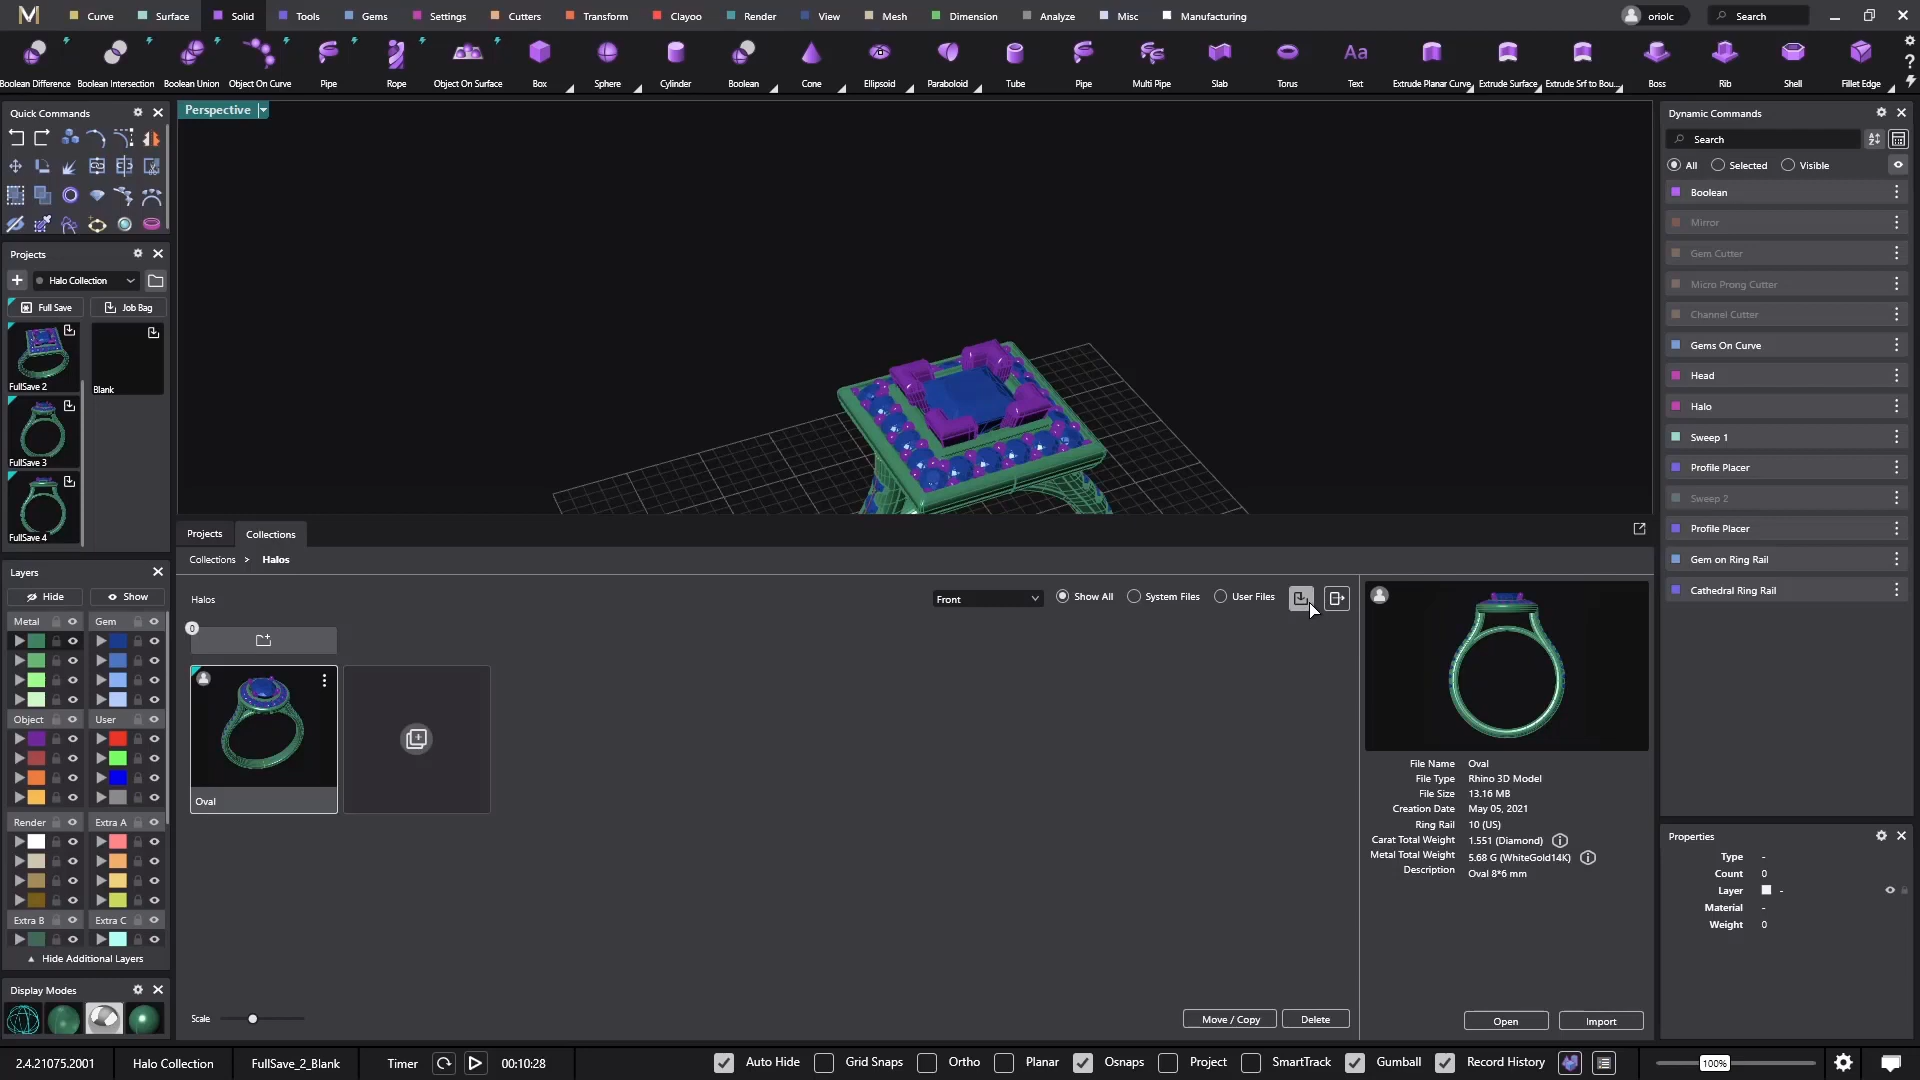 Curve Surface Solid Tools Gems Settings Cutters Transform Clayoo Render View Mesh Dimension Analyze Misc Manufacturing oriolc Search
Boolean Difference Boolean Intersection Boolean Union Object On Curve Pipe Rope Object On Surface Box Sphere Cylinder Boolean Cone Ellipsoid Paraboloid Tube Pipe Multi Pipe Slab Torus Text Extrude Planar Curve Extrude Surface Extrude Srf to Bou... Boss Rib Shell Fillet Edge
Quick Commands
Projects
Halo Collection
Full Save Job Bag
FullSave 2 Blank
FullSave 3
FullSave 4
Layers
Hide Show
Metal Gem
Object User
Render Extra A
Extra B Extra C
Hide Additional Layers
Display Modes
Perspective
Projects Collections
Collections > Halos
Halos
Front Show All System Files User Files
0
Oval
Scale
Move / Copy Delete
File Name Oval
File Type Rhino 3D Model
File Size 13.16 MB
Creation Date May 05, 2021
Ring Rail 10 (US)
Carat Total Weight 1.551 (Diamond)
Metal Total Weight 5.68 G (WhiteGold14K)
Description Oval 8*6 mm
Open Import
Dynamic Commands
Search
All Selected Visible
Boolean
Mirror
Gem Cutter
Micro Prong Cutter
Channel Cutter
Gems On Curve
Head
Halo
Sweep 1
Profile Placer
Sweep 2
Profile Placer
Gem on Ring Rail
Cathedral Ring Rail
Properties
Type -
Count 0
Layer -
Material -
Weight 0
2.4.21075.2001 Halo Collection FullSave_2_Blank Timer 00:10:28 Auto Hide Grid Snaps Ortho Planar Osnaps Project SmartTrack Gumball Record History 100%